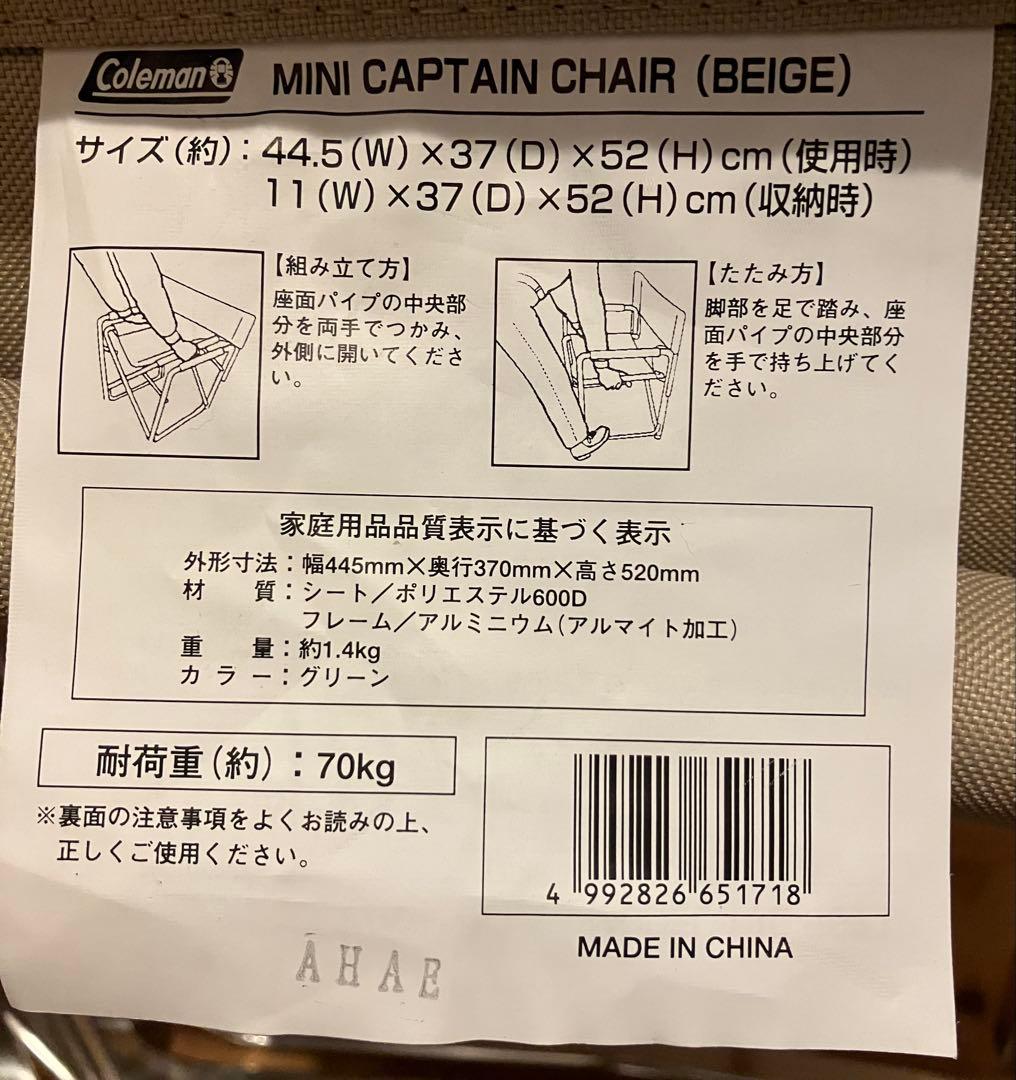 Coleman MINI CAPTAIN CHAIR (BEIGE)
サイズ(約)：44.5(W)×37(D)×52(H)cm(使用時)
11(W)×37(D)×52(H)cm(収納時)
【組み立て方】
座面パイプの中央部
分を両手でつかみ、
外側に開いてくださ
い。
【たたみ方】
脚部を足で踏み、座
面パイプの中央部分
を手で持ち上げてく
ださい。
家庭用品品質表示に基づく表示
外形寸法：幅445mm×奥行370mm×高さ520mm
材　質：シート／ポリエステル600D
フレーム／アルミニウム(アルマイト加工)
重　量：約1.4kg
カラー：グリーン
耐荷重(約)：70kg
※裏面の注意事項をよくお読みの上、
正しくご使用ください。
4 992826 651718
MADE IN CHINA
AHAE